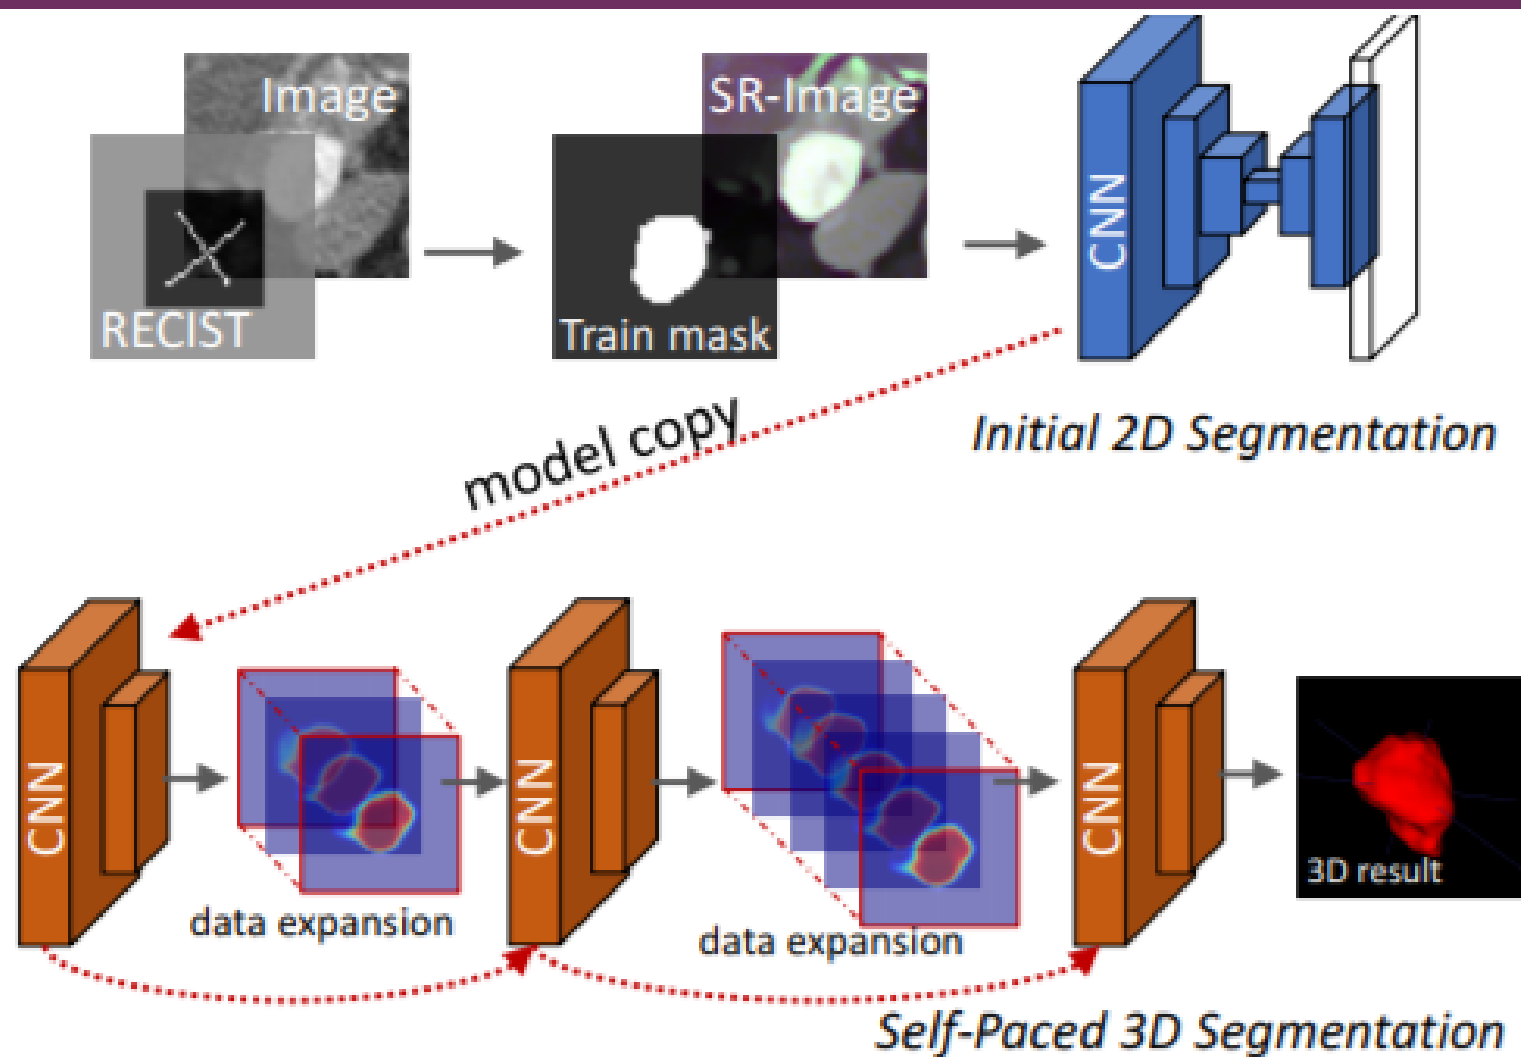 Image
SR-Image
RECIST
Train mask
CNN
Initial 2D Segmentation
model copy
CNN
CNN
CNN
3D result
data expansion
data expansion
Self-Paced 3D Segmentation